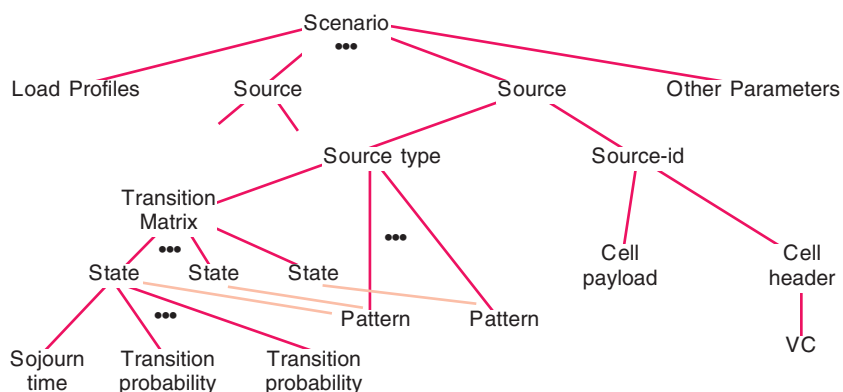 Scenario
•••
Load Profiles
Source
Source
Other Parameters
Source type
Source-id
Transition
Matrix
•••
•••
State
State
State
Cell
payload
Cell
header
•••
Pattern
Pattern
VC
Sojourn
time
Transition
probability
Transition
probability